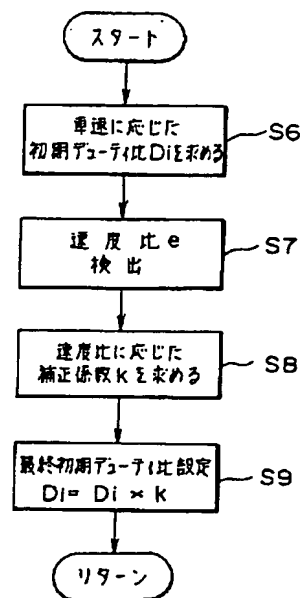 スタート
車速に応じた
初期デューティ比Diを求める
S6
速度比e
検出
S7
速度比に応じた
補正係数kを求める
S8
最終初期デューティ比設定
Di= Di × k
S9
リターン